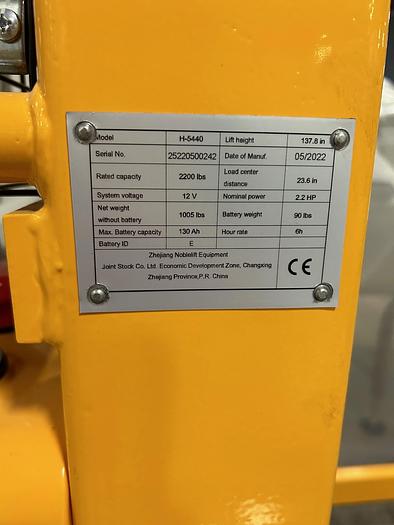 Model H-5440 Lift height 137.8 in
Serial No. 25220500242 Date of Manuf. 05/2022
Rated capacity 2200 lbs Load center
distance 23.6 in
System voltage 12 V Nominal power 2.2 HP
Net weight
without battery 1005 lbs Battery weight 90 lbs
Max. Battery capacity 130 Ah Hour rate 6h
Battery ID E
Zhejiang Noblelift Equipment
Joint Stock Co. Ltd. Economic Development Zone, Changxing
Zhejiang Province,P.R. China
CE